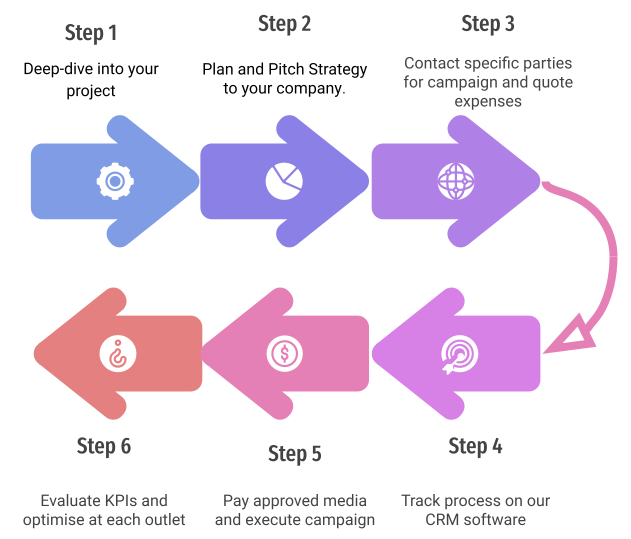 Step 1
Deep-dive into your
project
Step 2
Plan and Pitch Strategy
to your company.
Step 3
Contact specific parties
for campaign and quote
expenses
$
Step 4
Track process on our
CRM software
Step 5
Pay approved media
and execute campaign
Step 6
Evaluate KPIs and
optimise at each outlet